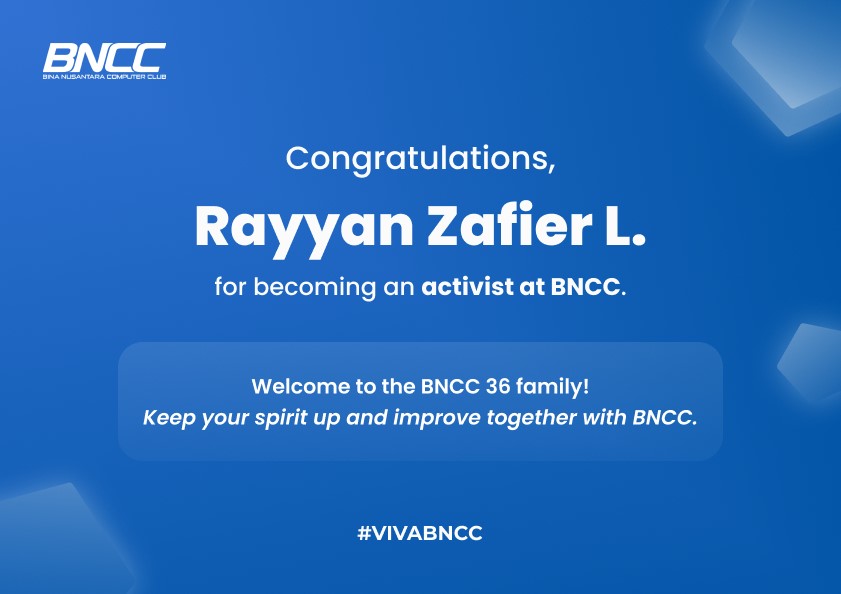 BNCC
BINA NUSANTARA COMPUTER CLUB
Congratulations,
Rayyan Zafier L.
for becoming an activist at BNCC.
Welcome to the BNCC 36 family!
Keep your spirit up and improve together with BNCC.
#VIVABNCC